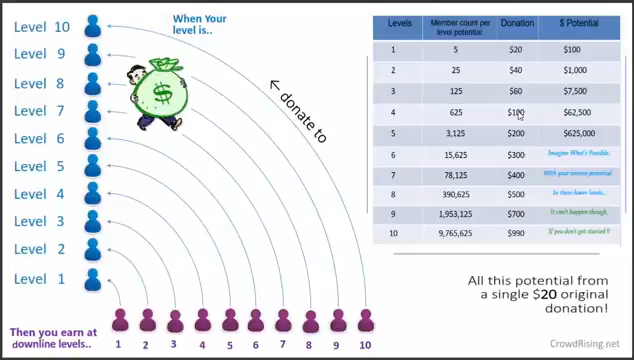 When Your
level is..
Level 10
Level 9
Level 8
Level 7
Level 6
Level 5
Level 4
Level 3
Level 2
Level 1
← donate to
$
Then you earn at
downline levels..
1 2 3 4 5 6 7 8 9 10
Levels Member count per level potential Donation $ Potential
1 5 $20 $100
2 25 $40 $1,000
3 125 $60 $7,500
4 625 $100 $62,500
5 3,125 $200 $625,000
6 15,625 $300 Imagine What's Possible..
7 78,125 $400 With your income potential
8 390,625 $500 In these lower levels..
9 1,953,125 $700 It can't happen though,
10 9,765,625 $990 If you don't get started !!
All this potential from
a single $20 original
donation!
CrowdRising.net